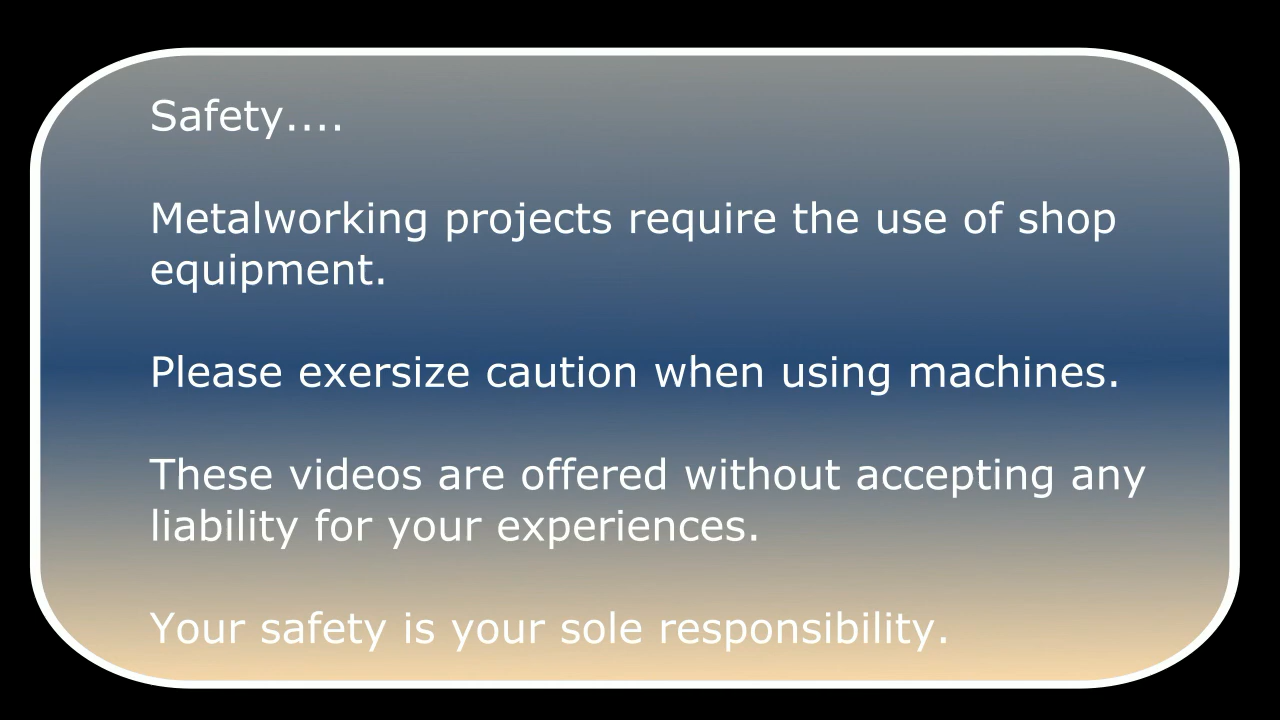 Safety....
Metalworking projects require the use of shop
equipment.
Please exersize caution when using machines.
These videos are offered without accepting any
liability for your experiences.
Your safety is your sole responsibility.